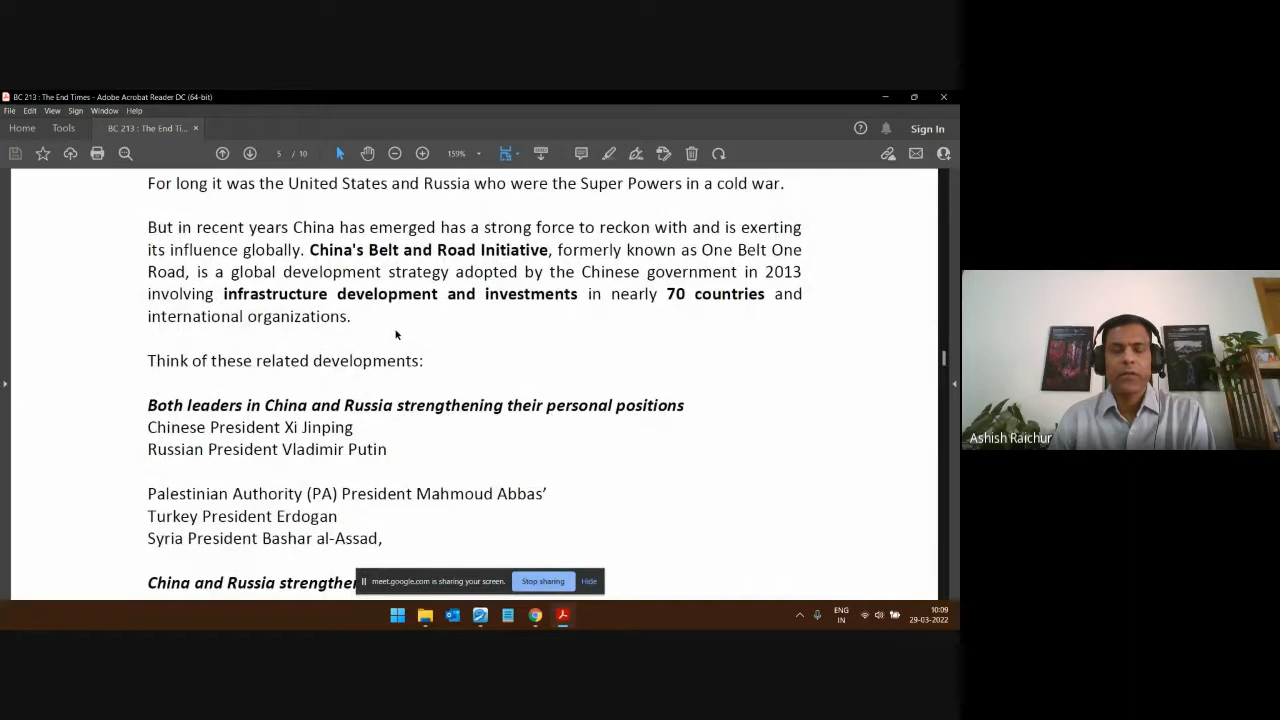 BC 213 : The End Times - Adobe Acrobat Reader DC (64-bit)
File Edit View Sign Window Help
Home Tools BC 213 : The End Ti... × Sign In
5 / 10 159%
For long it was the United States and Russia who were the Super Powers in a cold war.
But in recent years China has emerged has a strong force to reckon with and is exerting
its influence globally. China's Belt and Road Initiative, formerly known as One Belt One
Road, is a global development strategy adopted by the Chinese government in 2013
involving infrastructure development and investments in nearly 70 countries and
international organizations.
Think of these related developments:
Both leaders in China and Russia strengthening their personal positions
Chinese President Xi Jinping
Russian President Vladimir Putin
Palestinian Authority (PA) President Mahmoud Abbas’
Turkey President Erdogan
Syria President Bashar al-Assad,
China and Russia strengthen
meet.google.com is sharing your screen. Stop sharing Hide
ENG
IN
10:09
29-03-2022
Ashish Raichur